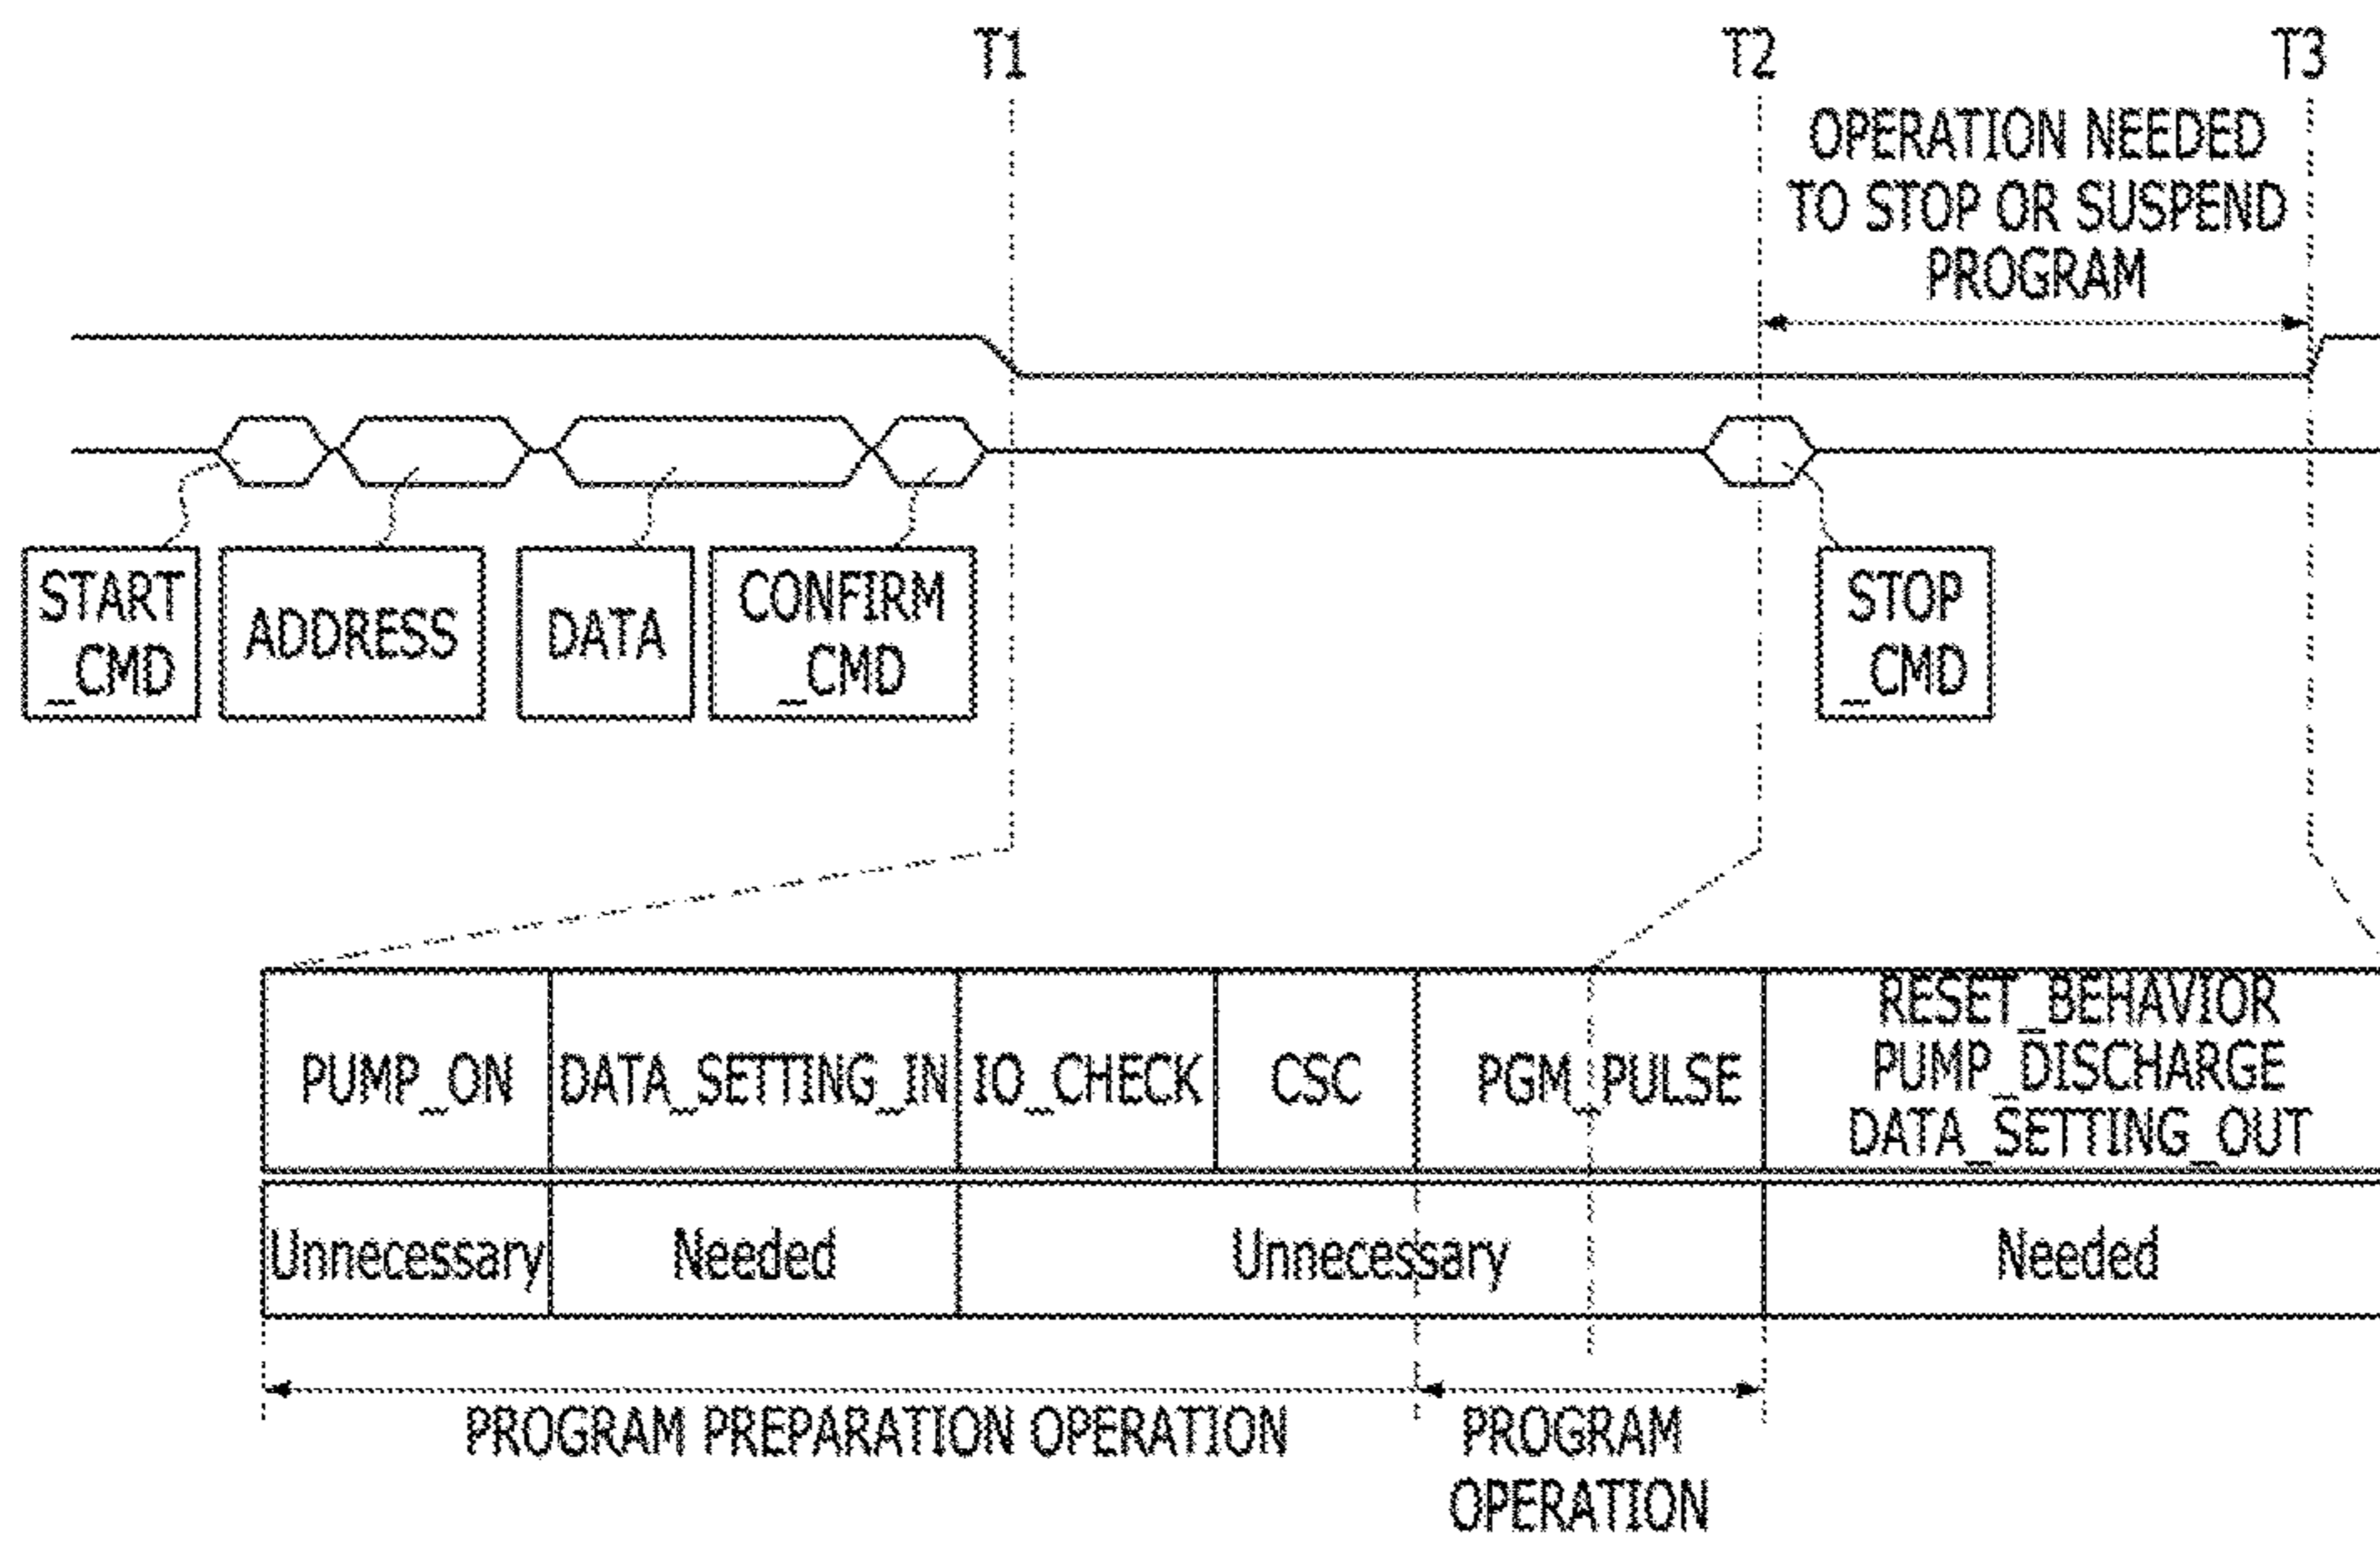 T1 T2 T3
OPERATION NEEDED
TO STOP OR SUSPEND
PROGRAM
START
_CMD
ADDRESS
DATA
CONFIRM
_CMD
STOP
_CMD
PUMP_ON
DATA_SETTING_IN
IO_CHECK
CSC
PGM_PULSE
RESET_BEHAVIOR
PUMP_DISCHARGE
DATA_SETTING_OUT
Unnecessary
Needed
Unnecessary
Needed
PROGRAM PREPARATION OPERATION
PROGRAM
OPERATION